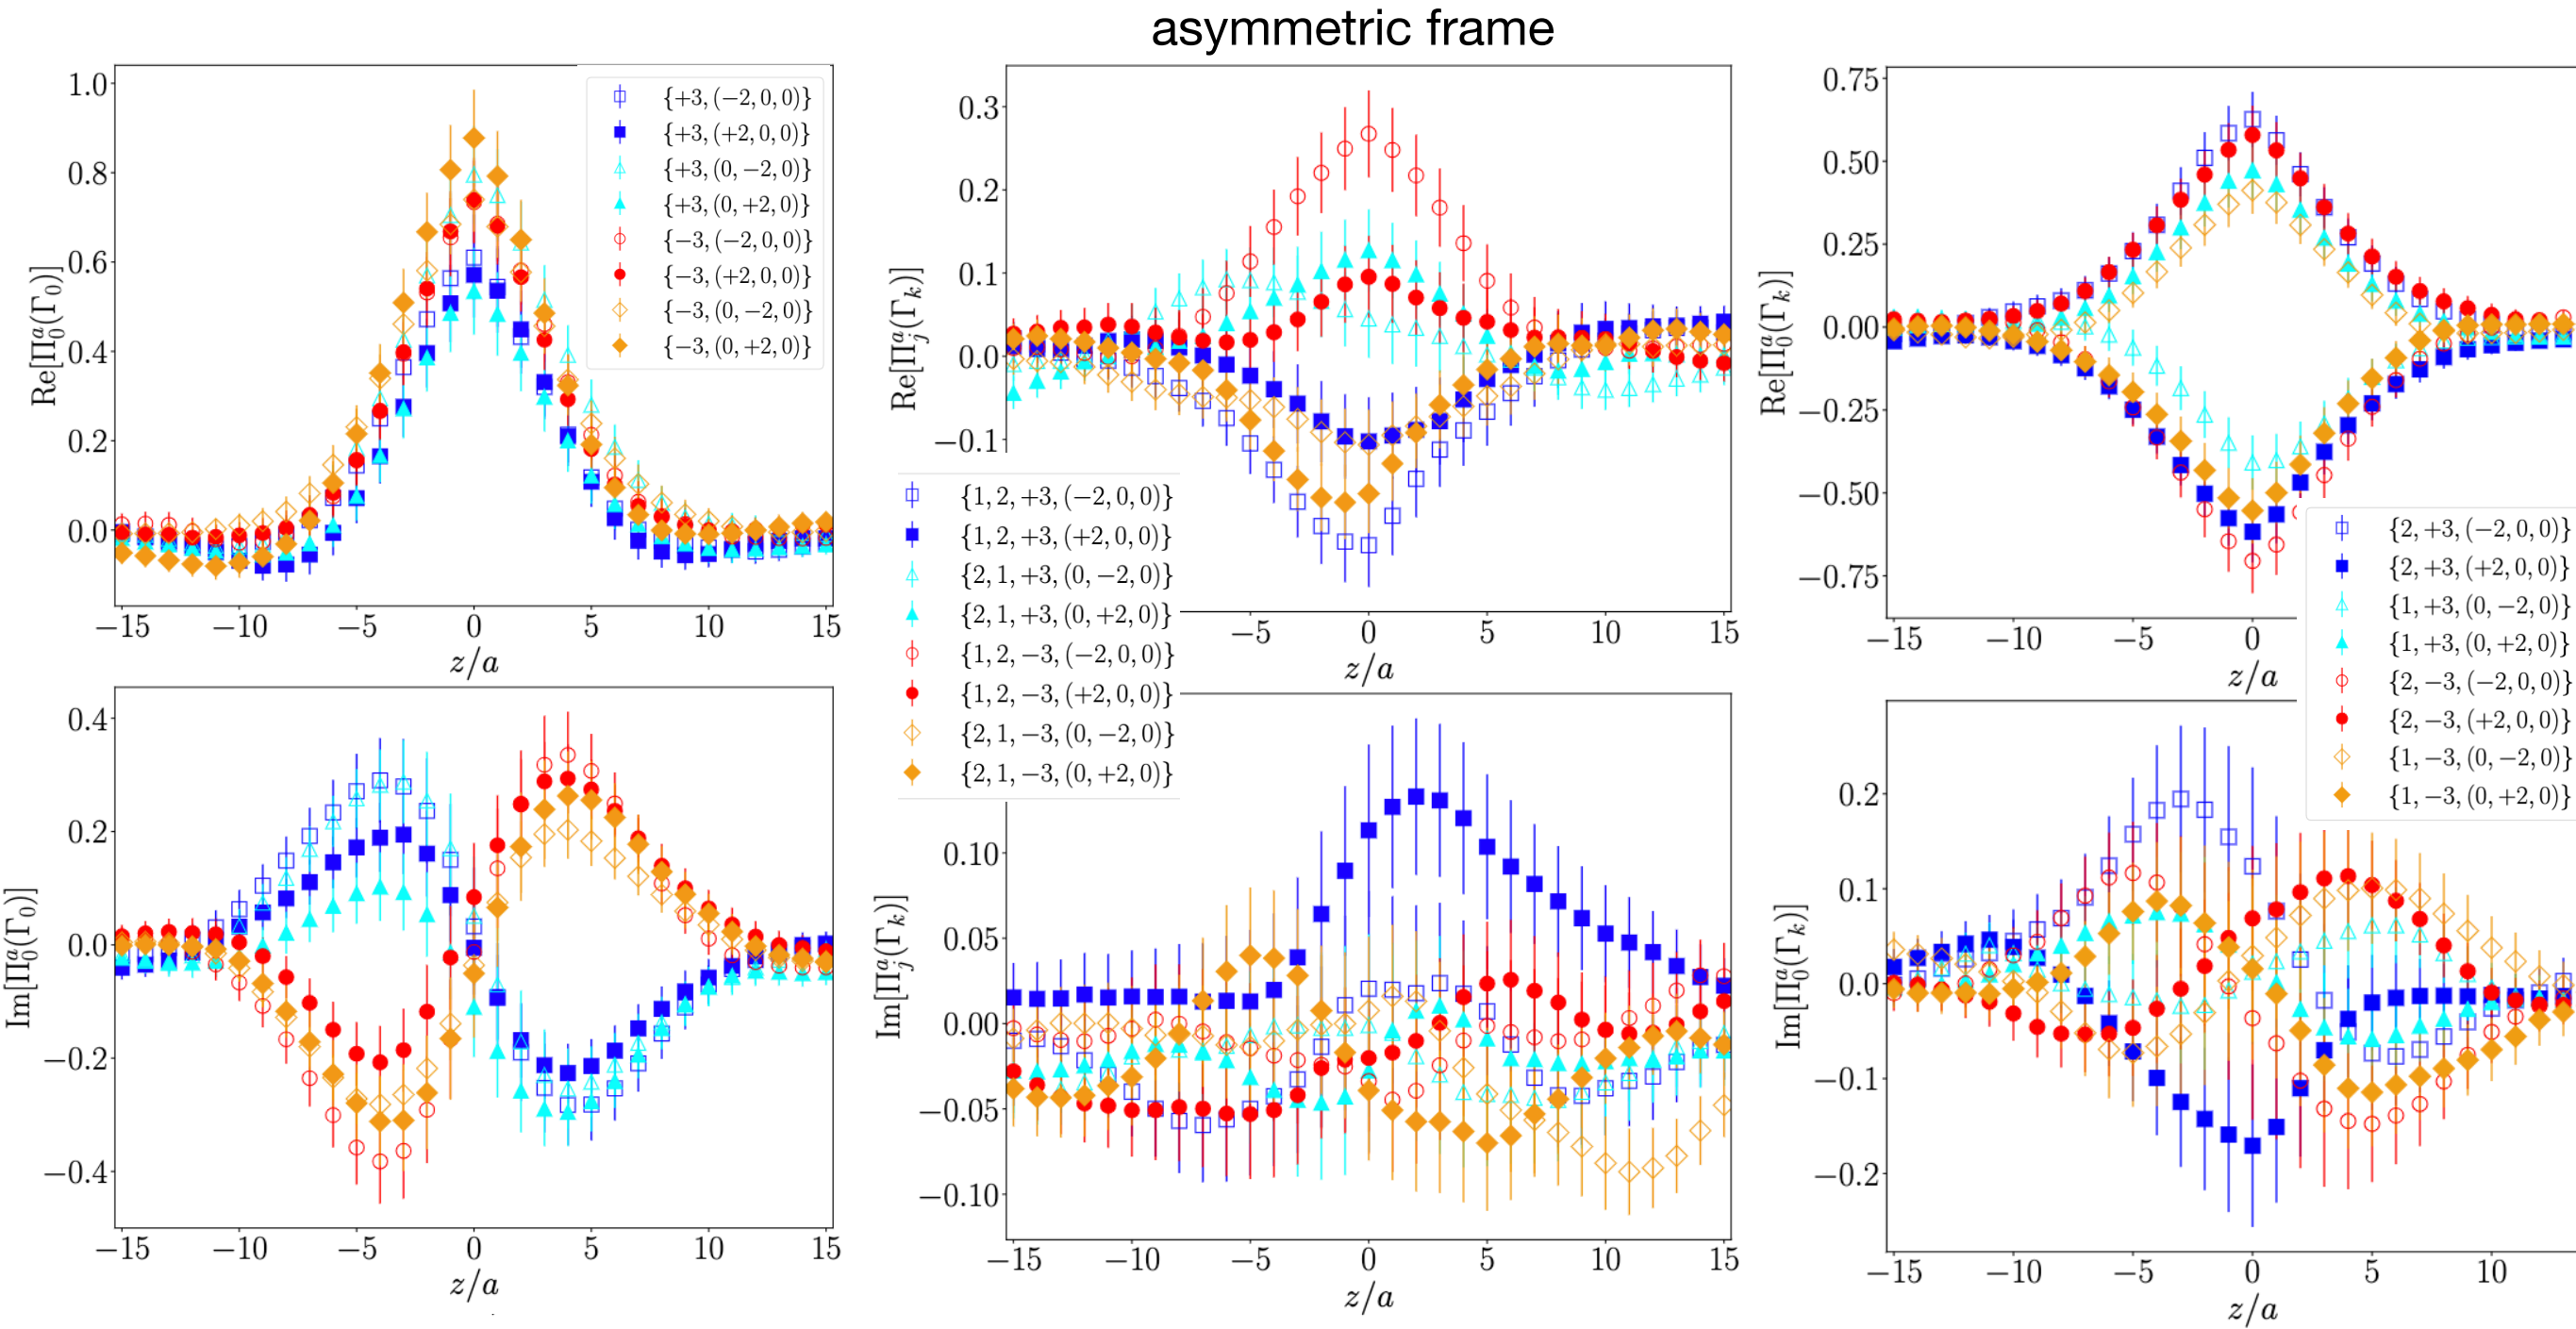 asymmetric frame
Re[Π₀ᵃ(Γ₀)]
1.0
0.8
0.6
0.4
0.2
0.0
{+3, (−2, 0, 0)}
{+3, (+2, 0, 0)}
{+3, (0, −2, 0)}
{+3, (0, +2, 0)}
{−3, (−2, 0, 0)}
{−3, (+2, 0, 0)}
{−3, (0, −2, 0)}
{−3, (0, +2, 0)}
−15 −10 −5 0 5 10 15
z/a
Re[Πⱼᵃ(Γₖ)]
0.3
0.2
0.1
0.0
−0.1
−5 0 5 10 15
z/a
{1, 2, +3, (−2, 0, 0)}
{1, 2, +3, (+2, 0, 0)}
{2, 1, +3, (0, −2, 0)}
{2, 1, +3, (0, +2, 0)}
{1, 2, −3, (−2, 0, 0)}
{1, 2, −3, (+2, 0, 0)}
{2, 1, −3, (0, −2, 0)}
{2, 1, −3, (0, +2, 0)}
Re[Π₀ᵃ(Γₖ)]
0.75
0.50
0.25
0.00
−0.25
−0.50
−0.75
−15 −10 −5 0
z/a
{2, +3, (−2, 0, 0)}
{2, +3, (+2, 0, 0)}
{1, +3, (0, −2, 0)}
{1, +3, (0, +2, 0)}
{2, −3, (−2, 0, 0)}
{2, −3, (+2, 0, 0)}
{1, −3, (0, −2, 0)}
{1, −3, (0, +2, 0)}
Im[Π₀ᵃ(Γ₀)]
0.4
0.2
0.0
−0.2
−0.4
−15 −10 −5 0 5 10 15
z/a
Im[Πⱼᵃ(Γₖ)]
0.10
0.05
0.00
−0.05
−0.10
−15 −10 −5 0 5 10 15
z/a
Im[Π₀ᵃ(Γₖ)]
0.2
0.1
0.0
−0.1
−0.2
−15 −10 −5 0 5 10
z/a